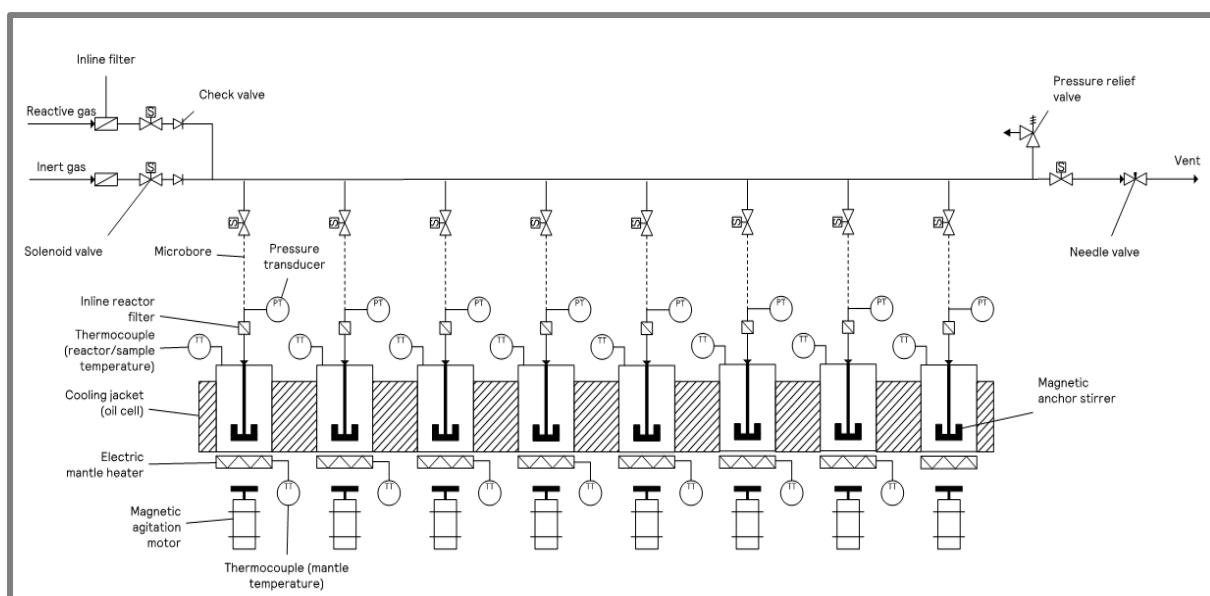 Inline filter
Pressure relief
valve
Check valve
Reactive gas
S
Inert gas
S
S
Vent
S
S
S
S
S
S
S
S
Solenoid valve
Microbore
Pressure
transducer
Needle valve
PT
PT
PT
PT
PT
PT
PT
PT
Inline reactor
filter
Thermocouple
(reactor/sample
temperature)
TT
TT
TT
TT
TT
TT
TT
TT
Cooling jacket
(oil cell)
Magnetic
anchor stirrer
Electric
mantle heater
TT
TT
TT
TT
TT
TT
TT
Magnetic
agitation
motor
Thermocouple (mantle
temperature)